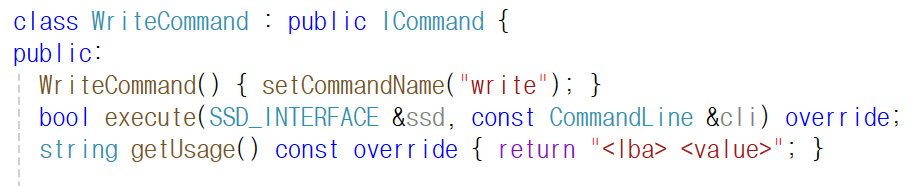 class WriteCommand : public ICommand {
public:
WriteCommand() { setCommandName("write"); }
bool execute(SSD_INTERFACE &ssd, const CommandLine &cli) override;
string getUsage() const override { return "<lba> <value>"; }